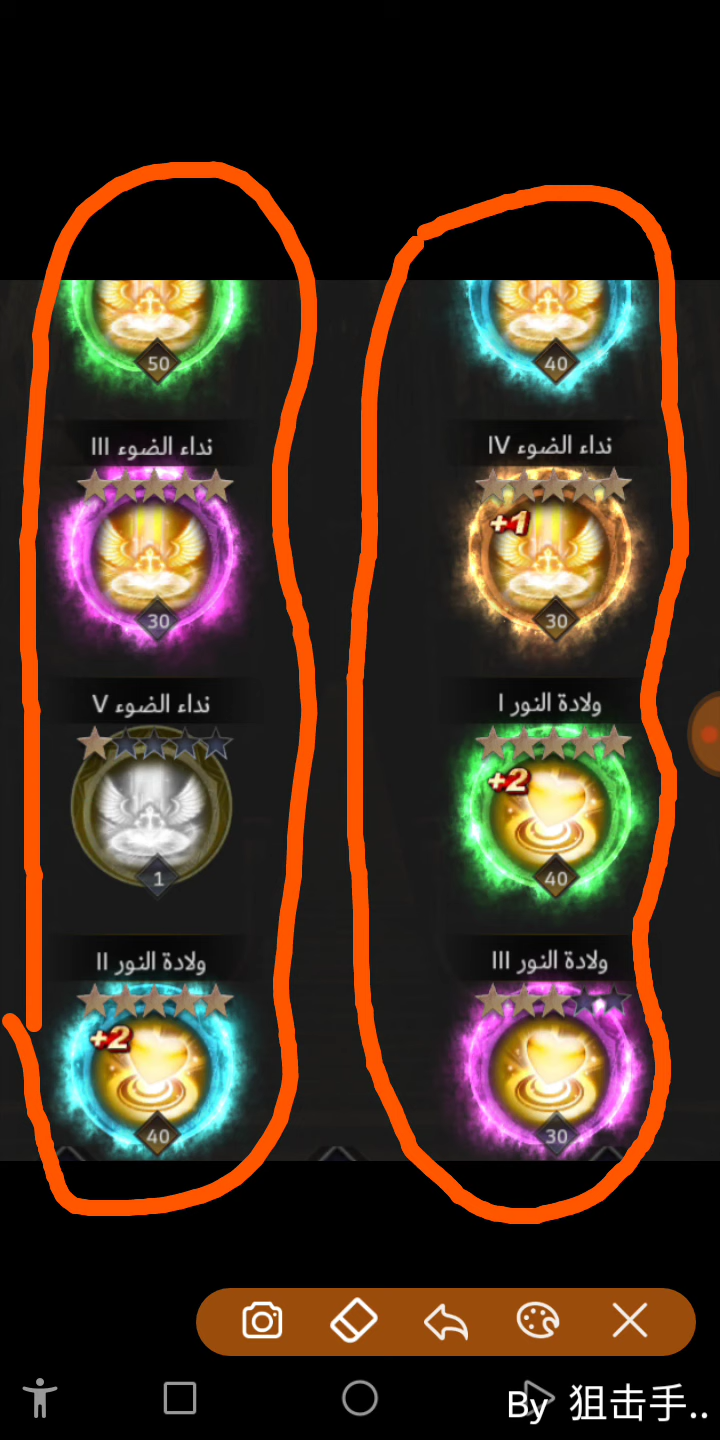 50
40
نداء الضوء III
نداء الضوء IV
+1
30
30
نداء الضوء V
ولادة النور I
+2
1
40
ولادة النور II
ولادة النور III
+2
40
30
By 狙击手..